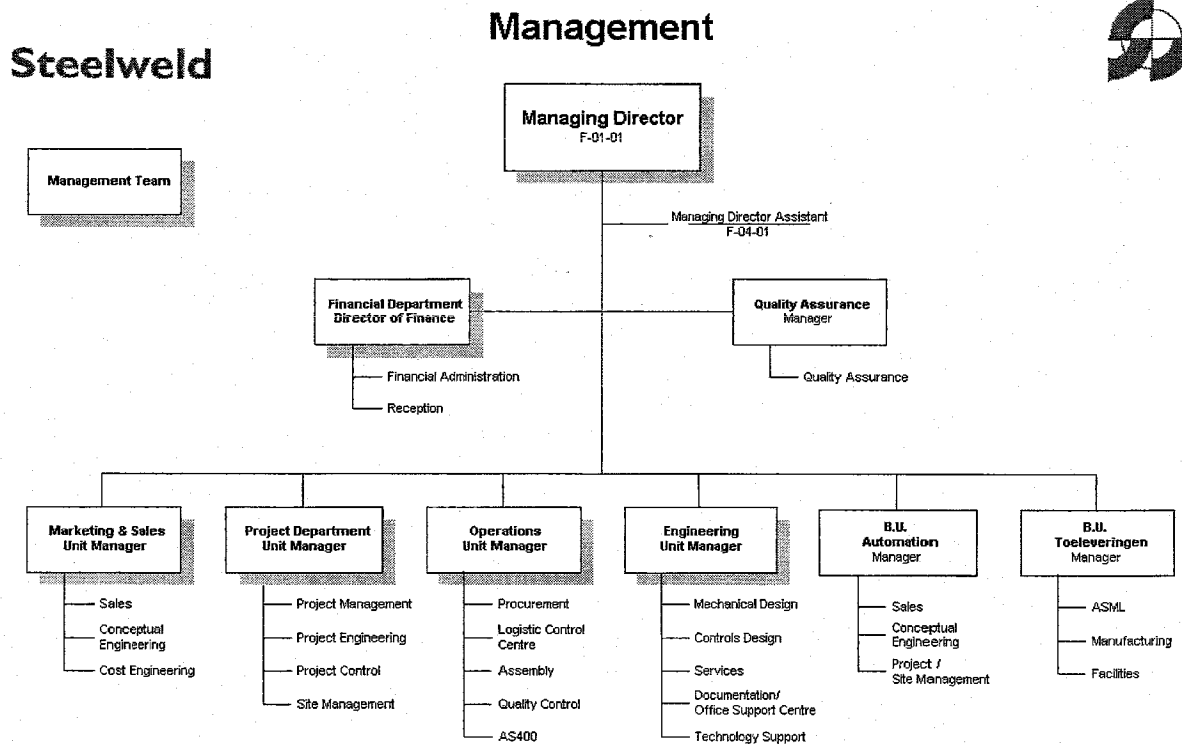 Management
Steelweld
Managing Director
F-01-01
Management Team
Managing Director Assistant
F-04-01
Financial Department
Director of Finance
Quality Assurance
Manager
Financial Administration
Reception
Quality Assurance
Marketing & Sales
Unit Manager
Sales
Conceptual
Engineering
Cost Engineering
Project Department
Unit Manager
Project Management
Project Engineering
Project Control
Site Management
Operations
Unit Manager
Procurement
Logistic Control
Centre
Assembly
Quality Control
AS400
Engineering
Unit Manager
Mechanical Design
Controls Design
Services
Documentation/
Office Support Centre
Technology Support
B.U.
Automation
Manager
Sales
Conceptual
Engineering
Project /
Site Management
B.U.
Toeleveringen
Manager
ASML
Manufacturing
Facilities